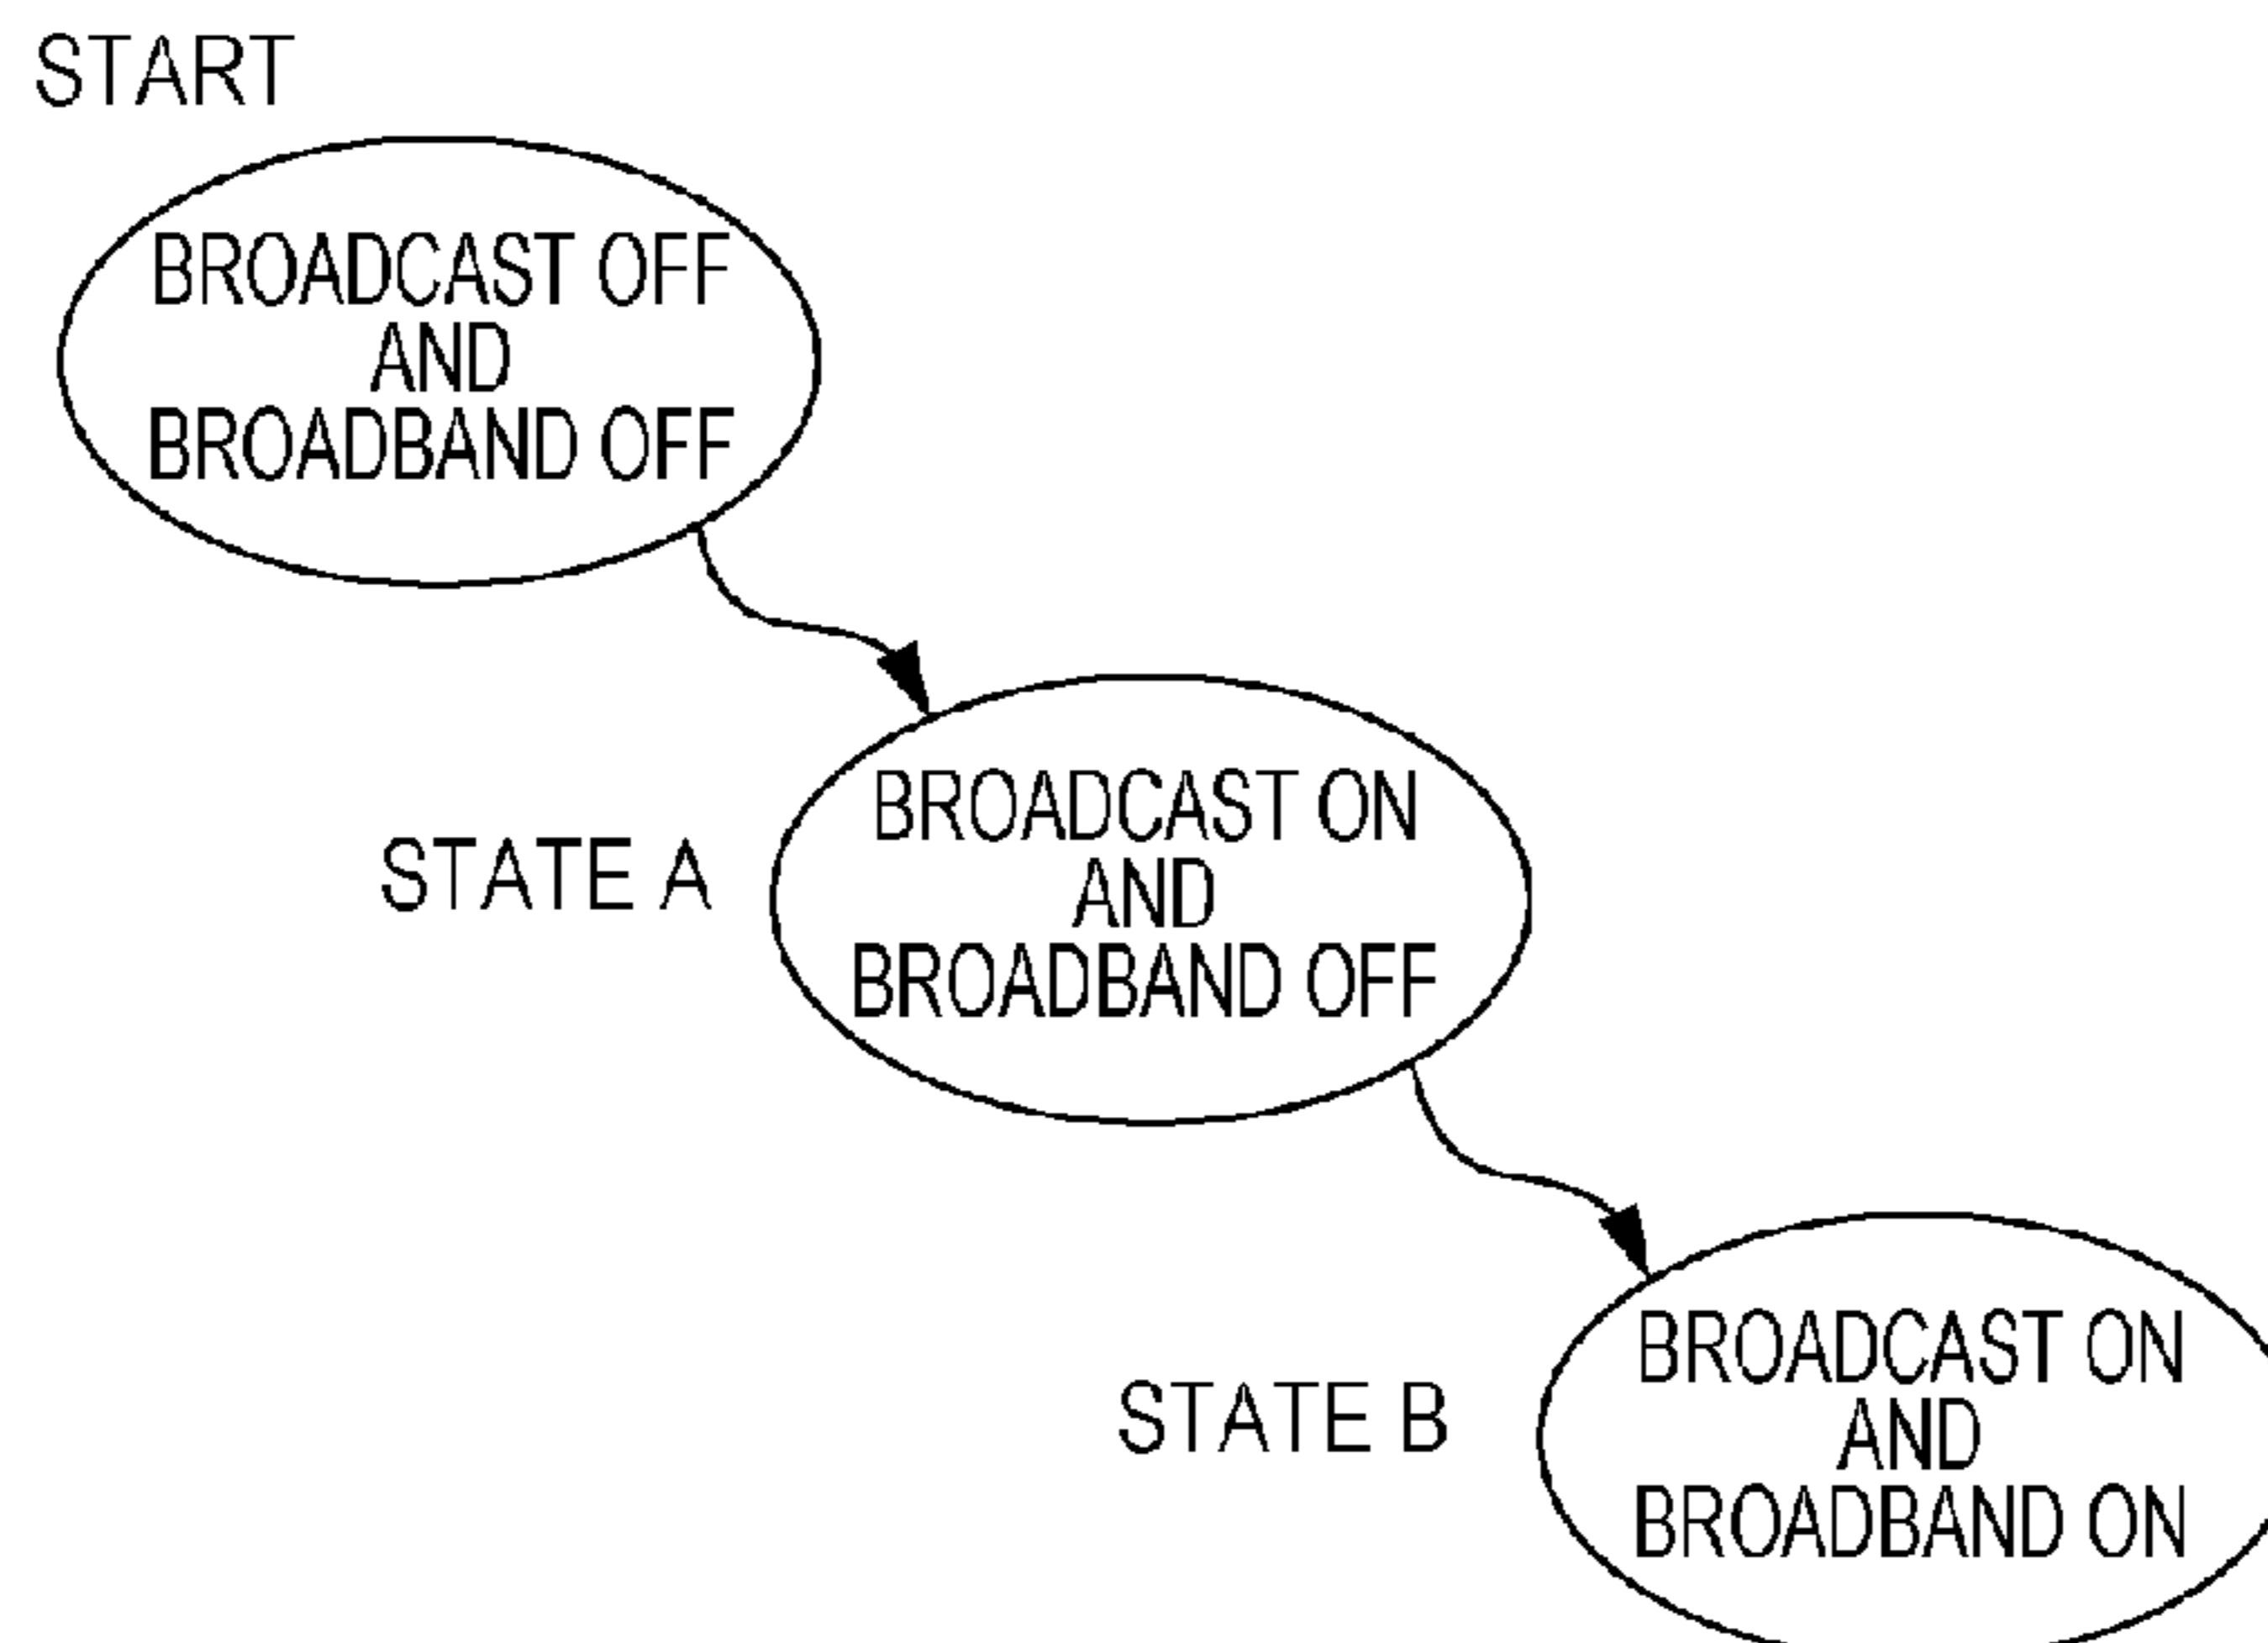 START
BROADCAST OFF
AND
BROADBAND OFF
STATE A
BROADCAST ON
AND
BROADBAND OFF
STATE B
BROADCAST ON
AND
BROADBAND ON